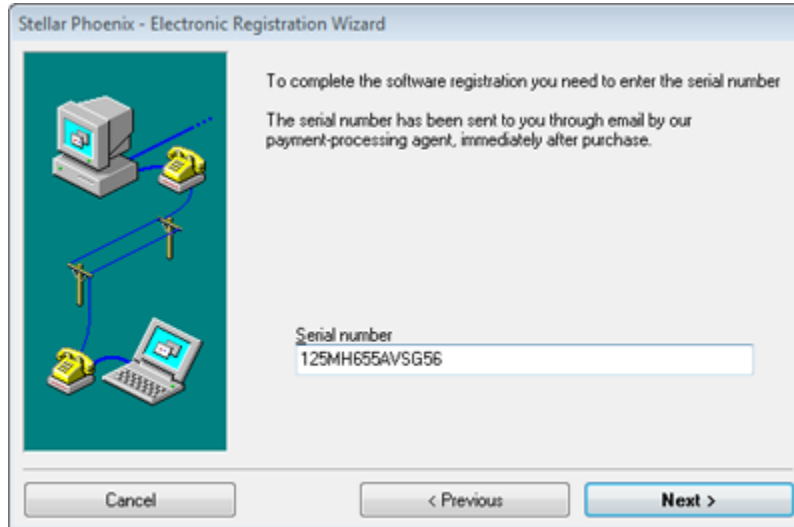 Stellar Phoenix - Electronic Registration Wizard
To complete the software registration you need to enter the serial number
The serial number has been sent to you through email by our
payment-processing agent, immediately after purchase.
Serial number
125MH655AVSG56
Cancel
< Previous
Next >